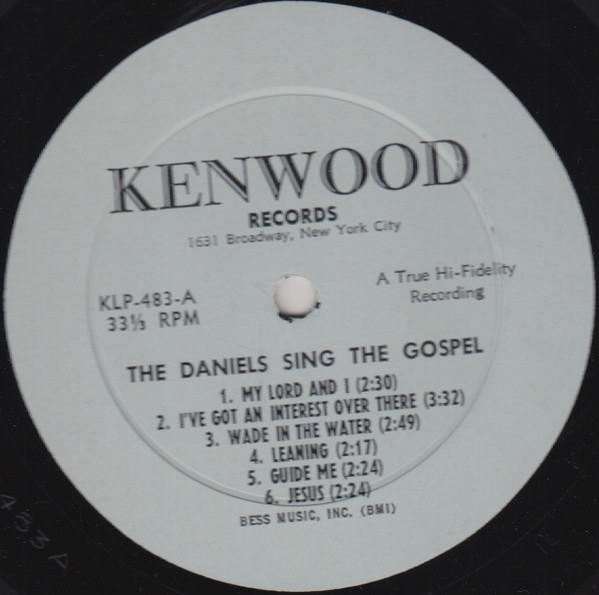 KENWOOD
RECORDS
1631 Broadway, New York City
KLP-483-A
33⅓ RPM
A True Hi-Fidelity
Recording
THE DANIELS SING THE GOSPEL
1. MY LORD AND I (2:30)
2. I'VE GOT AN INTEREST OVER THERE (3:32)
3. WADE IN THE WATER (2:49)
4. LEANING (2:17)
5. GUIDE ME (2:24)
6. JESUS (2:24)
BESS MUSIC, INC. (BMI)
483 A